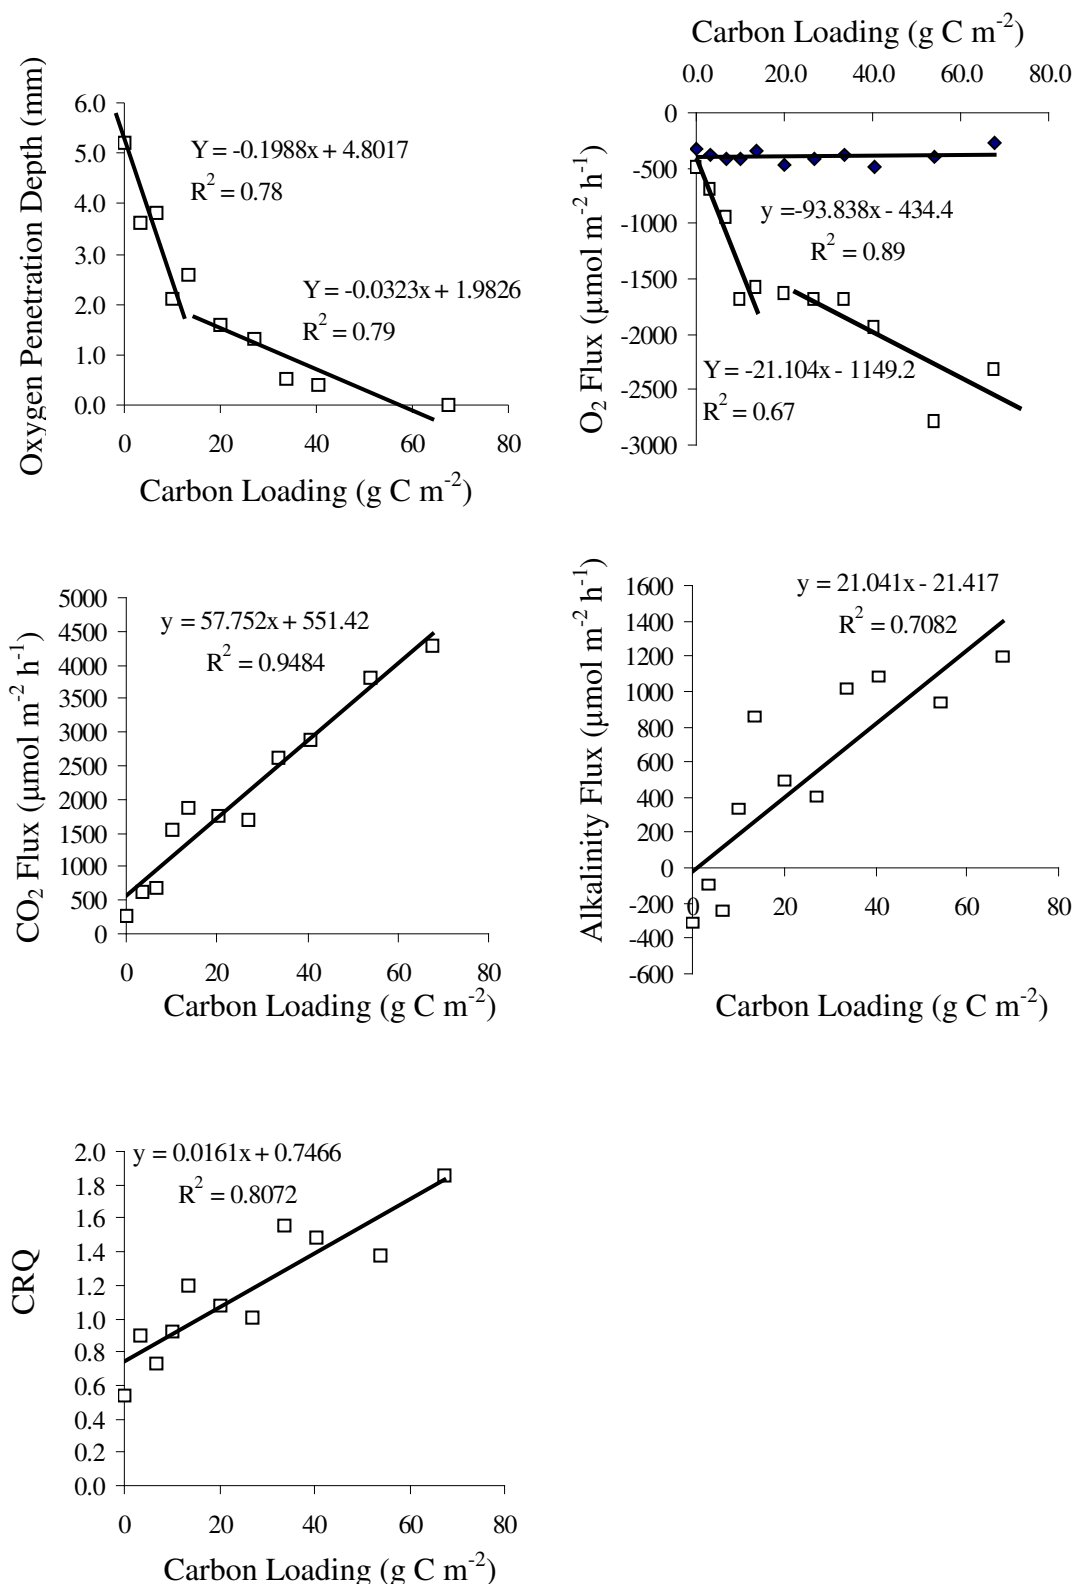 Oxygen Penetration Depth (mm)
6.0
5.0
4.0
3.0
2.0
1.0
0.0
Y = -0.1988x + 4.8017
R² = 0.78
Y = -0.0323x + 1.9826
R² = 0.79
0 20 40 60 80
Carbon Loading (g C m⁻²)
Carbon Loading (g C m⁻²)
0.0 20.0 40.0 60.0 80.0
O₂ Flux (µmol m⁻² h⁻¹)
0
-500
-1000
-1500
-2000
-2500
-3000
y =-93.838x - 434.4
R² = 0.89
Y = -21.104x - 1149.2
R² = 0.67
CO₂ Flux (µmol m⁻² h⁻¹)
5000
4500
4000
3500
3000
2500
2000
1500
1000
500
0
y = 57.752x + 551.42
R² = 0.9484
0 20 40 60 80
Carbon Loading (g C m⁻²)
Alkalinity Flux (µmol m⁻² h⁻¹)
1600
1400
1200
1000
800
600
400
200
0
-200
-400
-600
y = 21.041x - 21.417
R² = 0.7082
0 20 40 60 80
Carbon Loading (g C m⁻²)
CRQ
2.0
1.8
1.6
1.4
1.2
1.0
0.8
0.6
0.4
0.2
0.0
y = 0.0161x + 0.7466
R² = 0.8072
0 20 40 60 80
Carbon Loading (g C m⁻²)